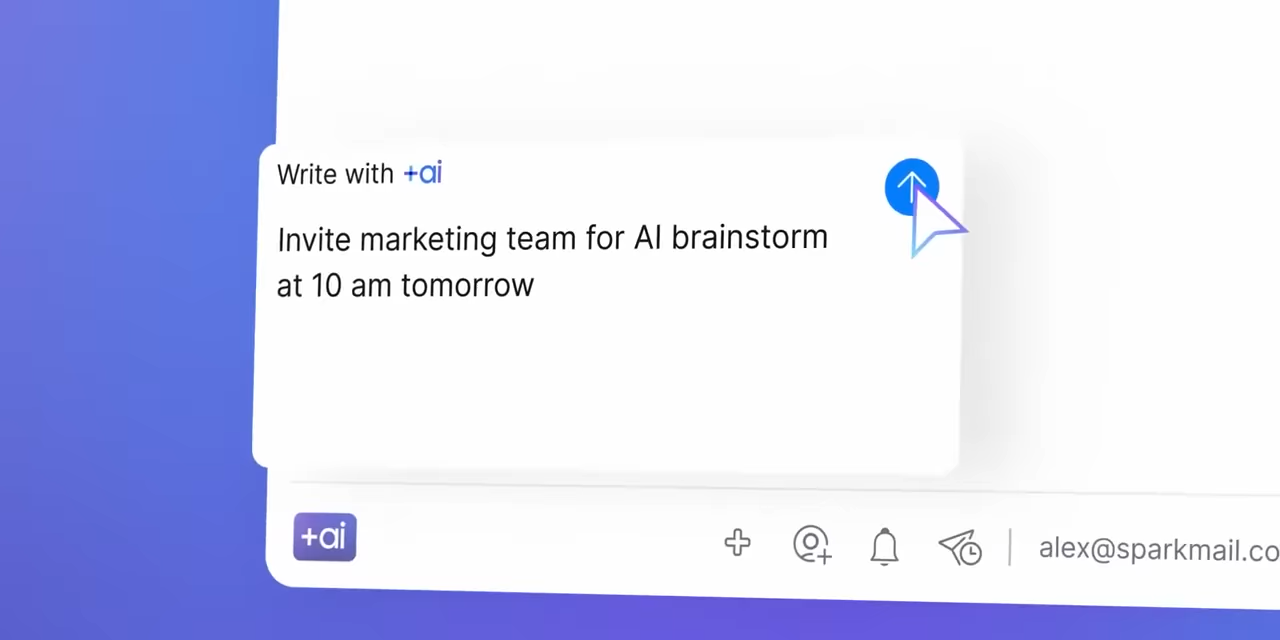 Write with +ai
Invite marketing team for AI brainstorm
at 10 am tomorrow
+ai
alex@sparkmail.co